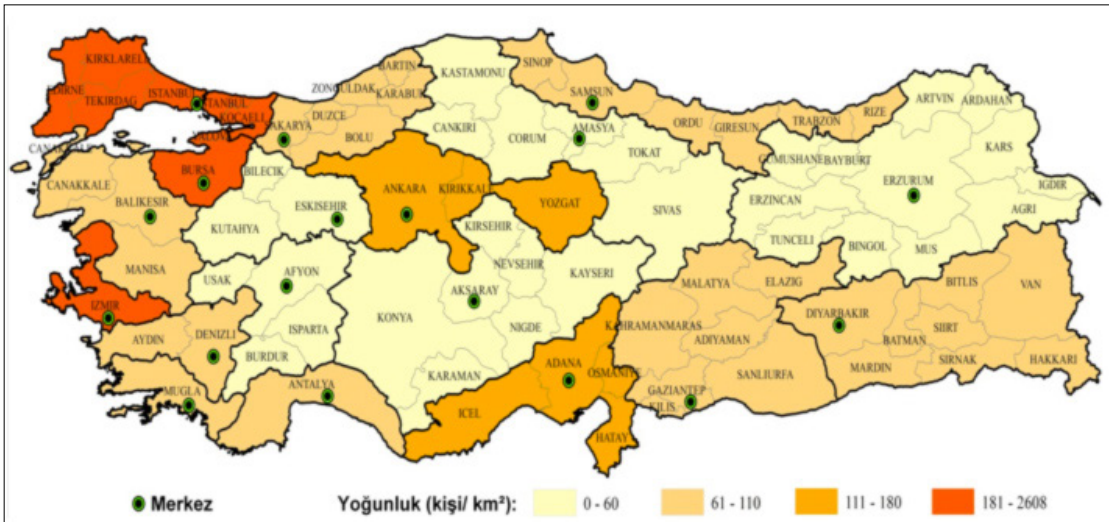 KASTAMONU
SINOP
BARTIN
KIRKLARELI
ZONGULDAK
KARABUK
SAMSUN
EDIRNE
TEKIRDAG
ISTANBUL
ISTANBUL
KOCAELI
DUZCE
ORDU
GIRESUN
TRABZON
RIZE
ARTVIN
ARDAHAN
YALOVA
SAKARYA
BOLU
CANKIRI
CORUM
AMASYA
TOKAT
GUMUSHANE
BAYBURT
KARS
CANAKKALE
CANAKKALE
BURSA
BILECIK
ANKARA
KIRIKKALE
YOZGAT
SIVAS
ERZINCAN
ERZURUM
IGDIR
AGRI
BALIKESIR
ESKISEHIR
KUTAHYA
KIRSEHIR
TUNCELI
BINGOL
MUS
MANISA
USAK
AFYON
NEVSEHIR
KAYSERI
MALATYA
ELAZIG
BITLIS
VAN
IZMIR
AKSARAY
KONYA
DIYARBAKIR
AYDIN
DENIZLI
ISPARTA
NIGDE
KAHRAMANMARAS
ADIYAMAN
BATMAN
SIIRT
BURDUR
SIRNAK
HAKKARI
MUGLA
ANTALYA
KARAMAN
ADANA
OSMANIYE
GAZIANTEP
SANLIURFA
MARDIN
KILIS
ICEL
HATAY
Merkez Yoğunluk (kişi/ km²): 0 - 60 61 - 110 111 - 180 181 - 2608